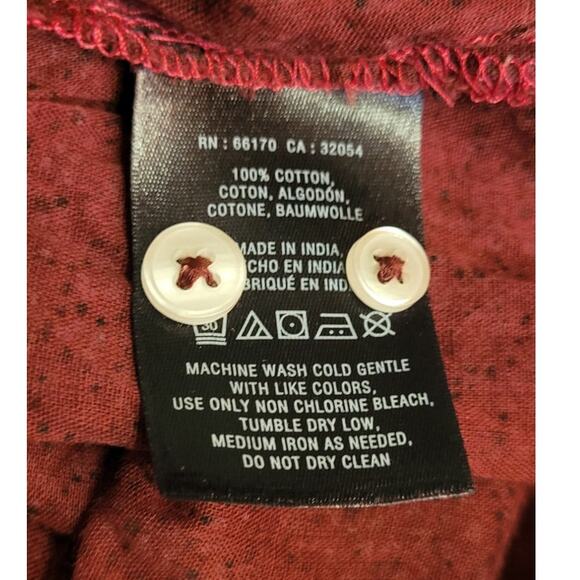 RN : 66170 CA : 32054
100% COTTON,
COTON, ALGODÓN,
COTONE, BAUMWOLLE
MADE IN INDIA,
CHO EN INDIA
BRIQUÉ EN IND
30
MACHINE WASH COLD GENTLE
WITH LIKE COLORS,
USE ONLY NON CHLORINE BLEACH,
TUMBLE DRY LOW,
MEDIUM IRON AS NEEDED,
DO NOT DRY CLEAN